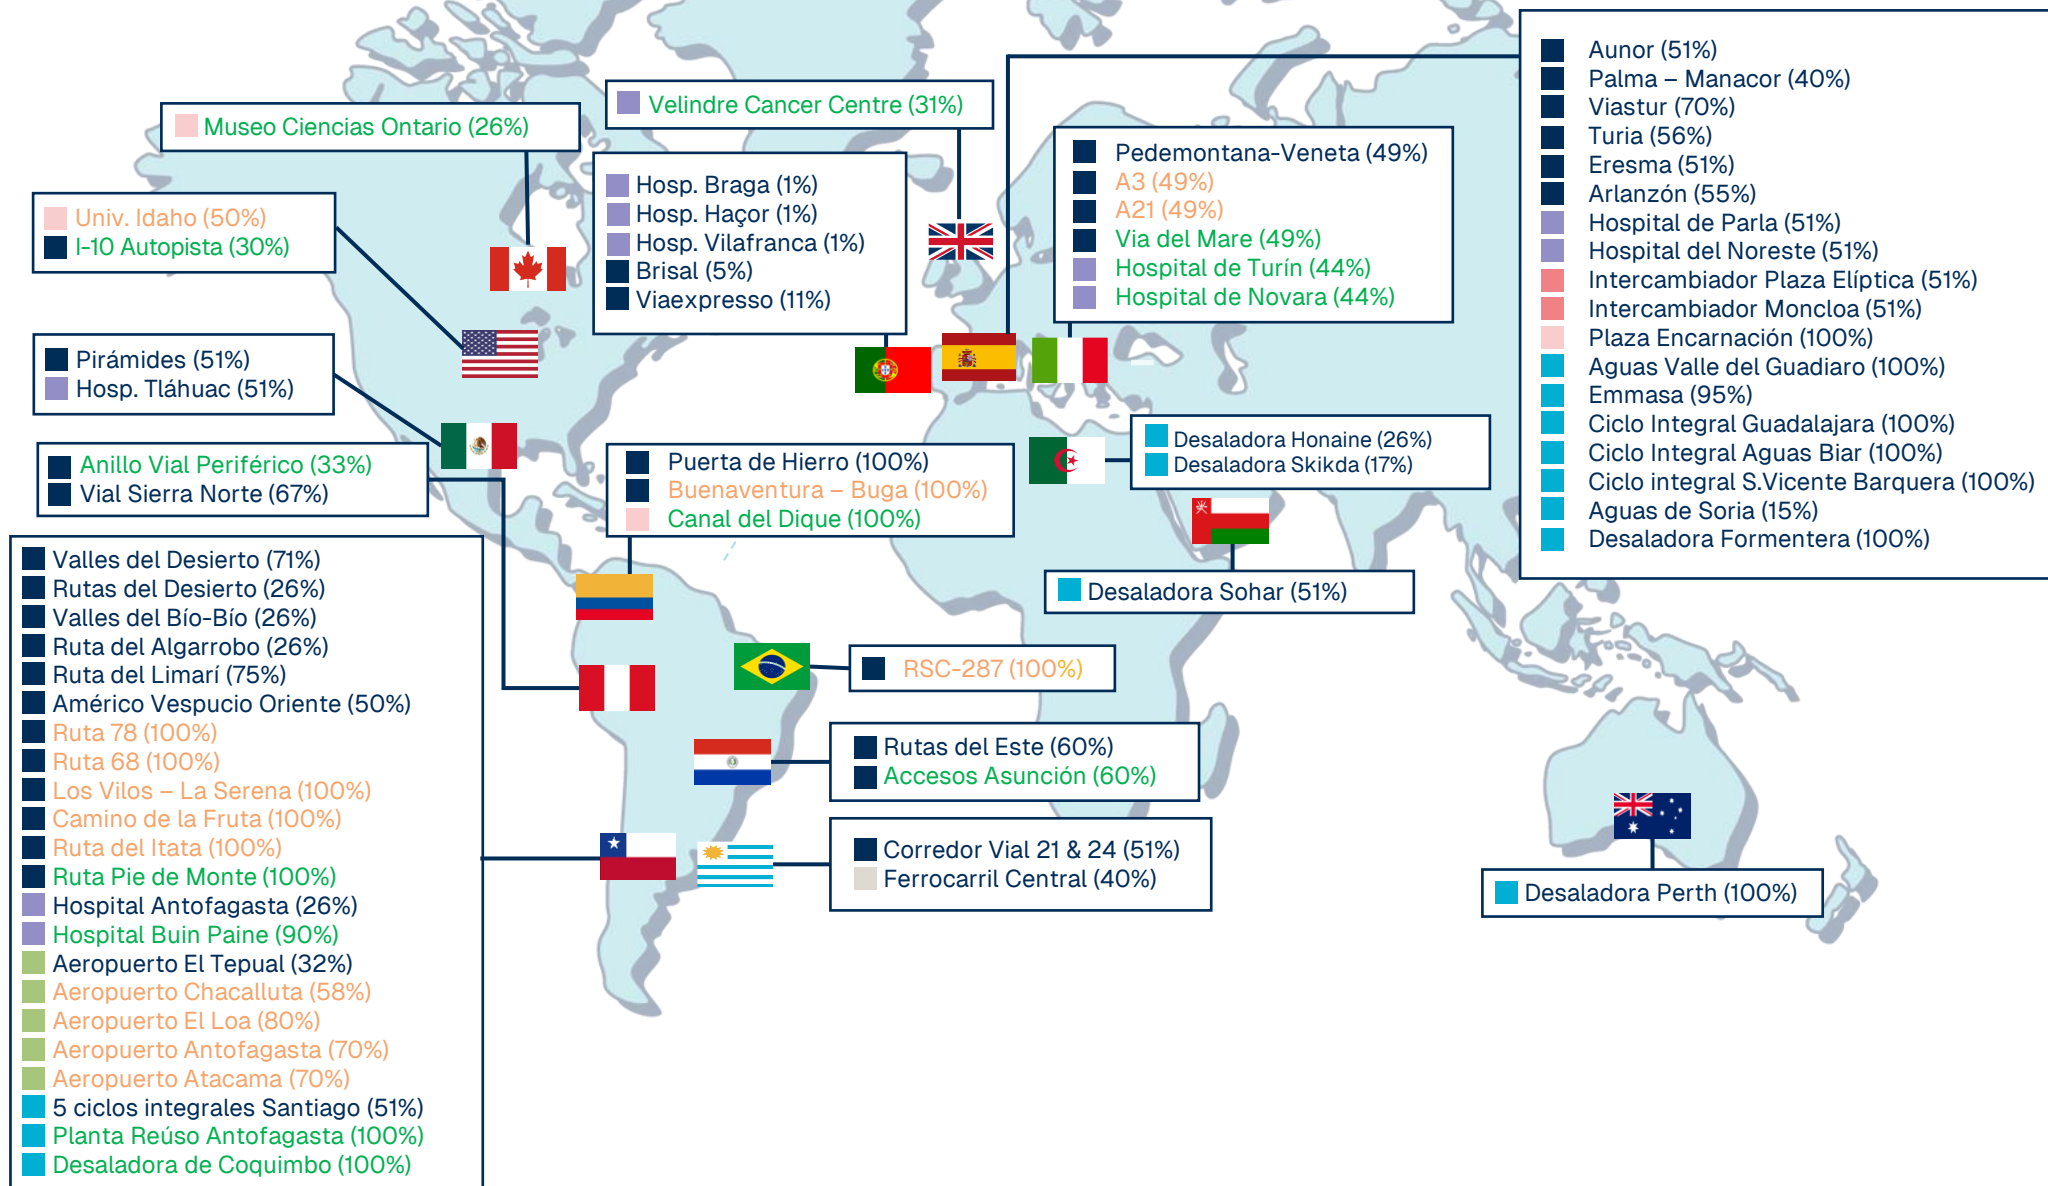 Museo Ciencias Ontario (26%)
Velindre Cancer Centre (31%)
Univ. Idaho (50%)
I-10 Autopista (30%)
Hosp. Braga (1%)
Hosp. Haçor (1%)
Hosp. Vilafranca (1%)
Brisal (5%)
Viaexpresso (11%)
Pedemontana-Veneta (49%)
A3 (49%)
A21 (49%)
Via del Mare (49%)
Hospital de Turín (44%)
Hospital de Novara (44%)
Aunor (51%)
Palma – Manacor (40%)
Viastur (70%)
Turia (56%)
Eresma (51%)
Arlanzón (55%)
Hospital de Parla (51%)
Hospital del Noreste (51%)
Intercambiador Plaza Elíptica (51%)
Intercambiador Moncloa (51%)
Plaza Encarnación (100%)
Aguas Valle del Guadiaro (100%)
Emmasa (95%)
Ciclo Integral Guadalajara (100%)
Ciclo Integral Aguas Biar (100%)
Ciclo integral S.Vicente Barquera (100%)
Aguas de Soria (15%)
Desaladora Formentera (100%)
Pirámides (51%)
Hosp. Tláhuac (51%)
Anillo Vial Periférico (33%)
Vial Sierra Norte (67%)
Puerta de Hierro (100%)
Buenaventura – Buga (100%)
Canal del Dique (100%)
Desaladora Honaine (26%)
Desaladora Skikda (17%)
Desaladora Sohar (51%)
Valles del Desierto (71%)
Rutas del Desierto (26%)
Valles del Bío-Bío (26%)
Ruta del Algarrobo (26%)
Ruta del Limarí (75%)
Américo Vespucio Oriente (50%)
Ruta 78 (100%)
Ruta 68 (100%)
Los Vilos – La Serena (100%)
Camino de la Fruta (100%)
Ruta del Itata (100%)
Ruta Pie de Monte (100%)
Hospital Antofagasta (26%)
Hospital Buin Paine (90%)
Aeropuerto El Tepual (32%)
Aeropuerto Chacalluta (58%)
Aeropuerto El Loa (80%)
Aeropuerto Antofagasta (70%)
Aeropuerto Atacama (70%)
5 ciclos integrales Santiago (51%)
Planta Reúso Antofagasta (100%)
Desaladora de Coquimbo (100%)
RSC-287 (100%)
Rutas del Este (60%)
Accesos Asunción (60%)
Corredor Vial 21 & 24 (51%)
Ferrocarril Central (40%)
Desaladora Perth (100%)